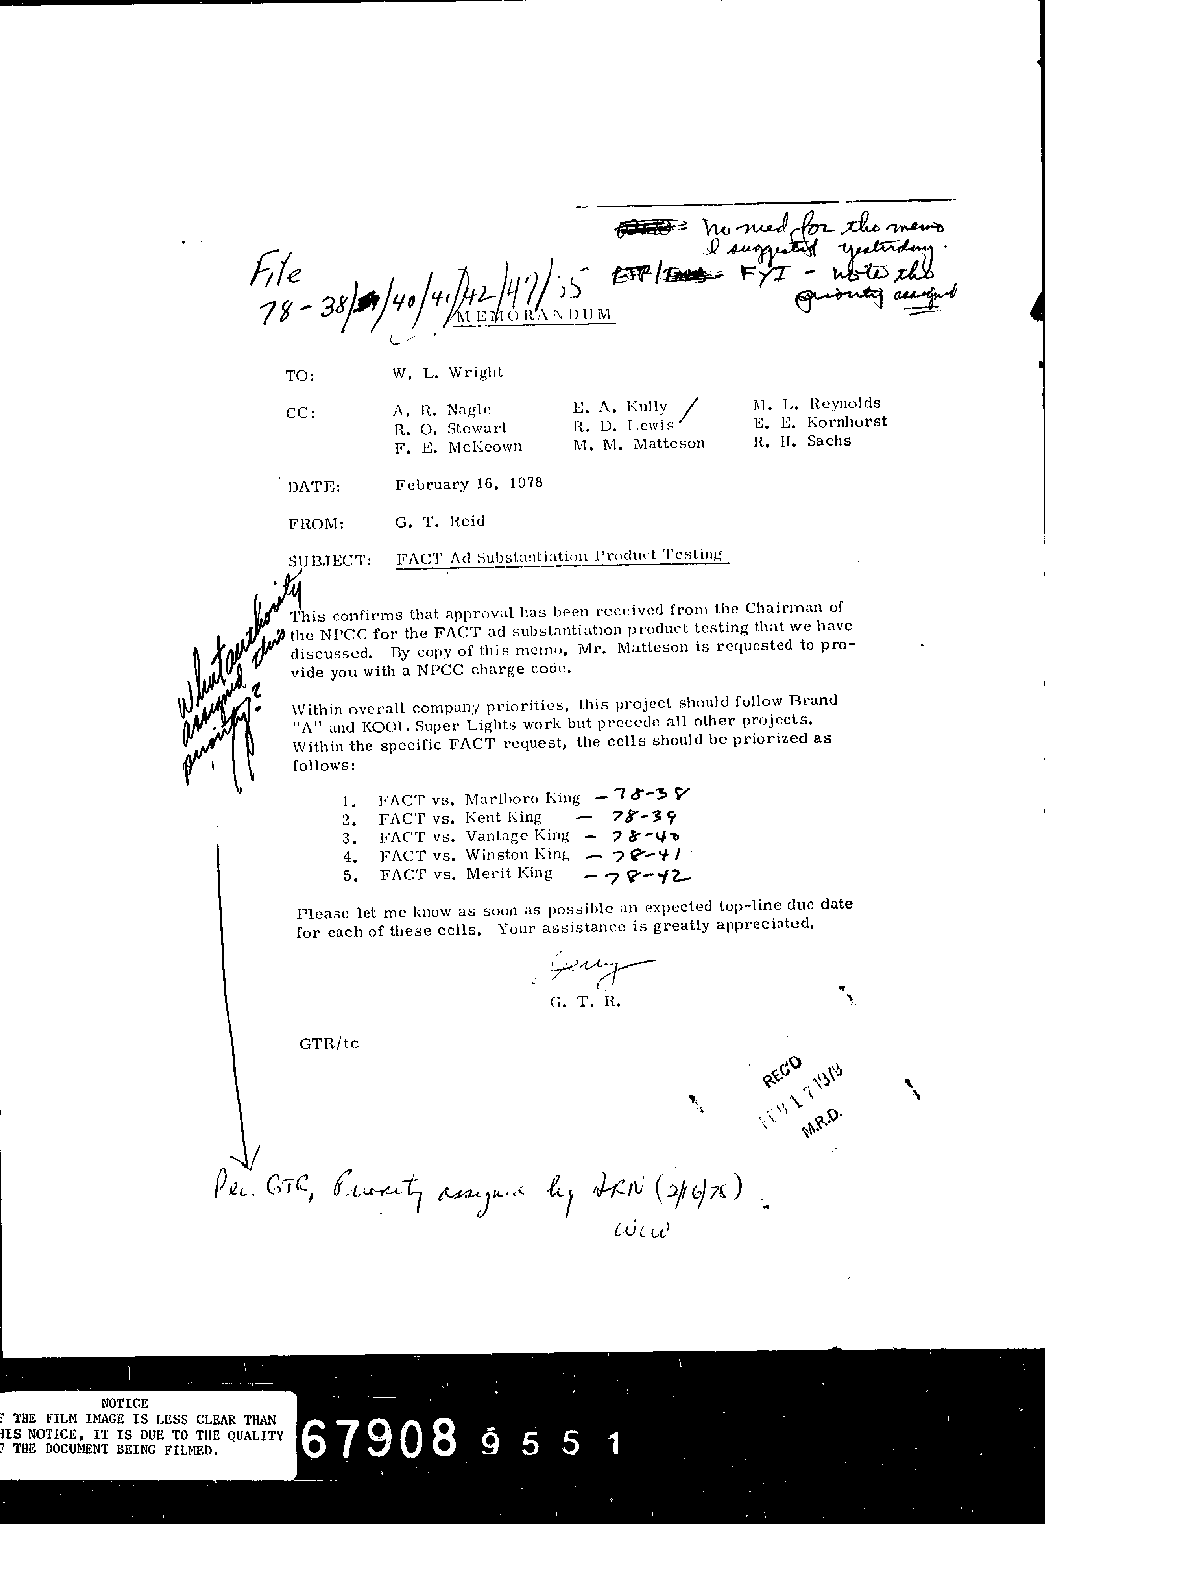 no need for the memo
I suggested yesterday.
FYI - note the
priority assigned
File
78-38/ /40/41/42/47/
MEMORANDUM
TO: W. L. Wright
CC: A. R. Nagle E. A. Kully / M. L. Reynolds
R. O. Stewart R. D. Lewis E. E. Kornhorst
F. E. McKeown M. M. Matteson R. H. Sachs
DATE: February 16, 1978
FROM: G. T. Reid
SUBJECT: FACT Ad Substantiation Product Testing
What authority
assigned this
priority?
This confirms that approval has been received from the Chairman of
the NPCC for the FACT ad substantiation product testing that we have
discussed. By copy of this memo, Mr. Matteson is requested to pro-
vide you with a NPCC charge code.
Within overall company priorities, this project should follow Brand
"A" and KOOL Super Lights work but precede all other projects.
Within the specific FACT request, the cells should be priorized as
follows:
1. FACT vs. Marlboro King - 78-38
2. FACT vs. Kent King - 78-39
3. FACT vs. Vantage King - 78-40
4. FACT vs. Winston King - 78-41
5. FACT vs. Merit King - 78-42
Please let me know as soon as possible an expected top-line due date
for each of these cells. Your assistance is greatly appreciated.
Gerry
G. T. R.
GTR/tc
REC'D
FEB 17 1978
M.R.D.
Per GTR, Priority assigned by (2/16/78)
WLW
NOTICE
THE FILM IMAGE IS LESS CLEAR THAN
HIS NOTICE, IT IS DUE TO THE QUALITY
THE DOCUMENT BEING FILMED.
67908 9551